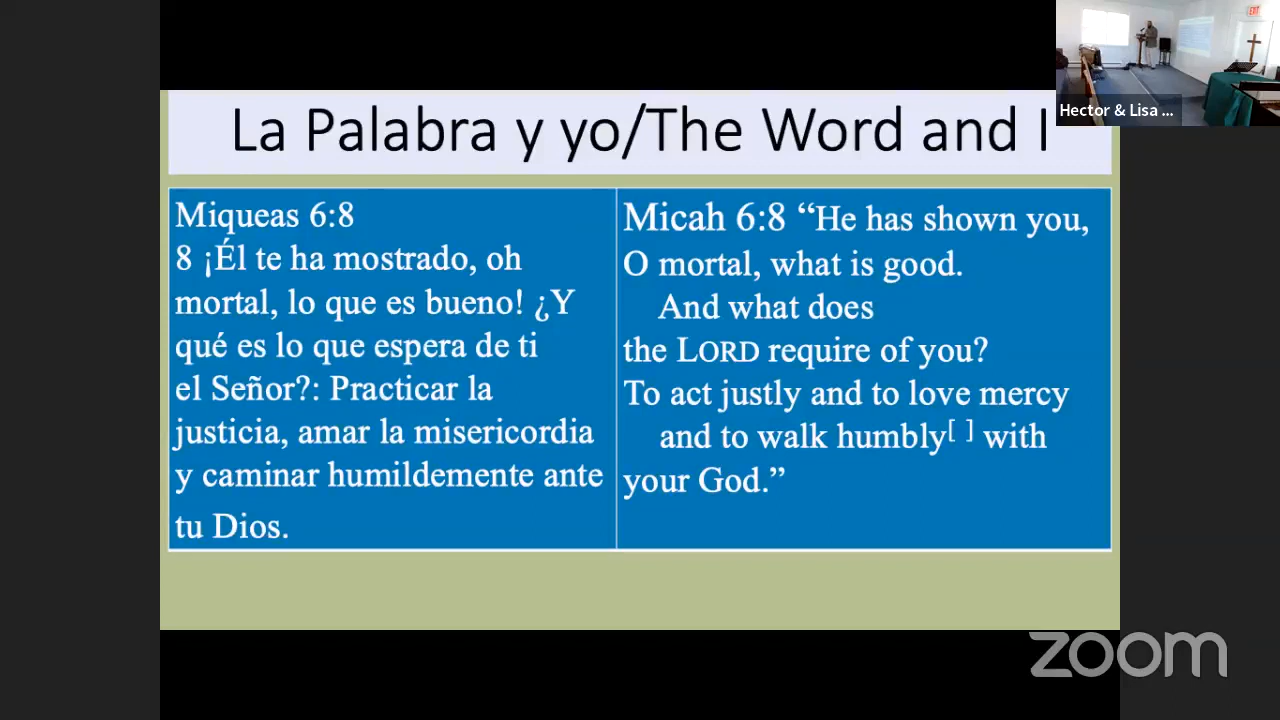 La Palabra y yo/The Word and I
Miqueas 6:8
8 ¡Él te ha mostrado, oh
mortal, lo que es bueno! ¿Y
qué es lo que espera de ti
el Señor?: Practicar la
justicia, amar la misericordia
y caminar humildemente ante
tu Dios.
Micah 6:8 “He has shown you,
O mortal, what is good.
And what does
the LORD require of you?
To act justly and to love mercy
and to walk humbly[ ] with
your God.”
Hector & Lisa ...
EXIT
zoom